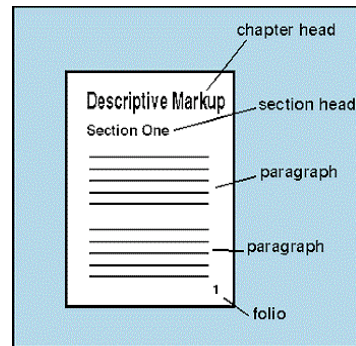 chapter head
Descriptive Markup
section head
Section One
paragraph
paragraph
1
folio